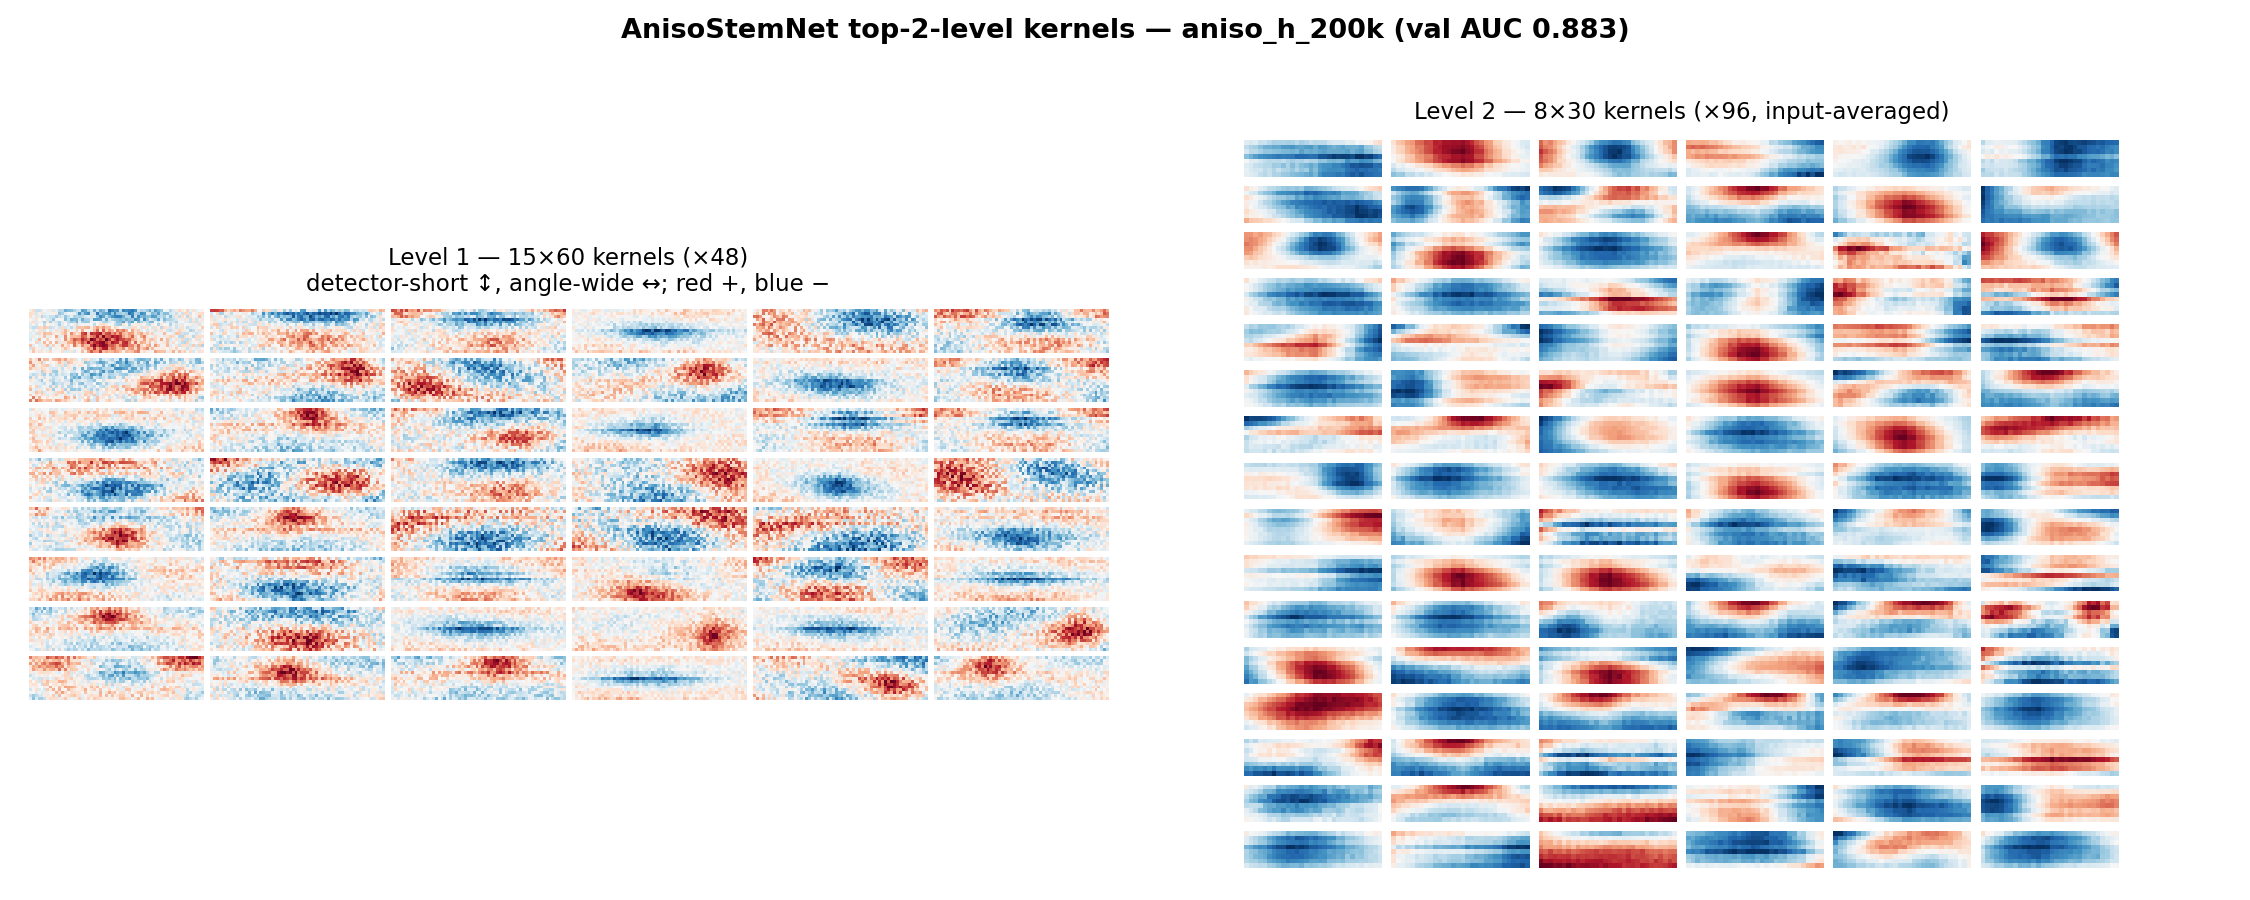 AnisoStemNet top-2-level kernels — aniso_h_200k (val AUC 0.883)
Level 1 — 15×60 kernels (×48)
detector-short ↕, angle-wide ↔; red +, blue −
Level 2 — 8×30 kernels (×96, input-averaged)